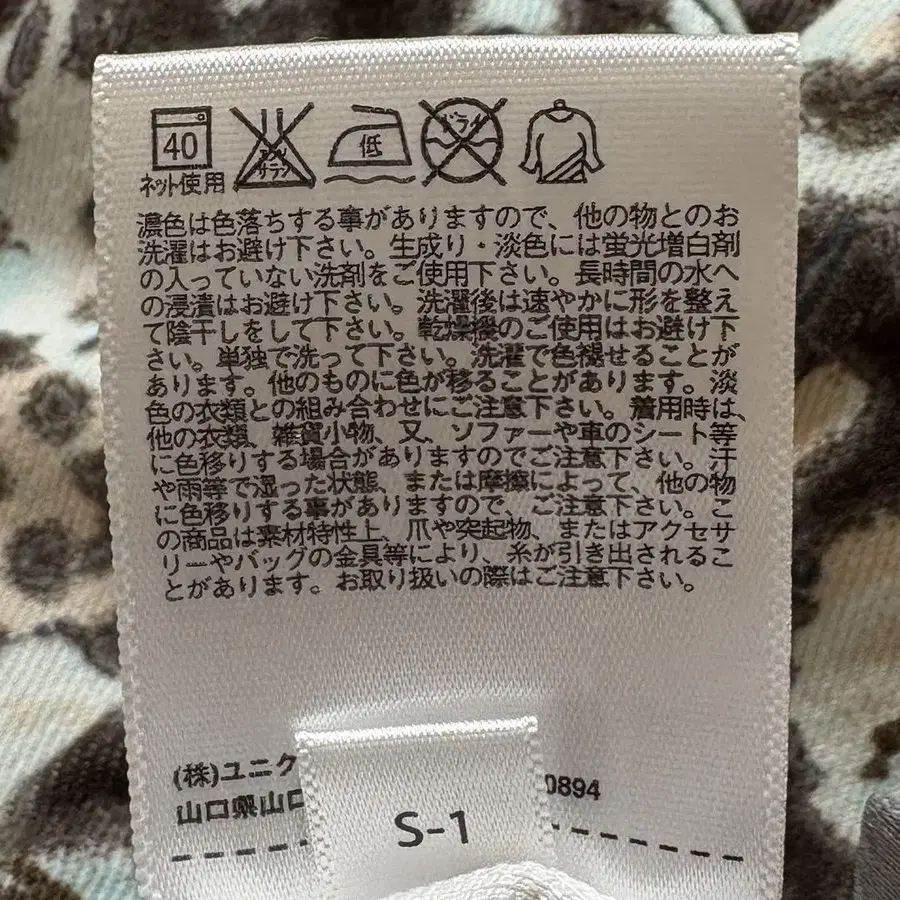 40
ネット使用
エンソ
サラシ
低
ドライ
濃色は色落ちする事がありますので、他の物とのお
洗濯はお避け下さい。生成り・淡色には蛍光増白剤
の入っていない洗剤をご使用下さい。長時間の水へ
の浸漬はお避け下さい。洗濯後は速やかに形を整え
て陰干しをして下さい。乾燥機のご使用はお避け下
さい。単独で洗って下さい。洗濯で色褪せることが
あります。他のものに色が移ることがあります。淡
色の衣類との組み合わせにご注意下さい。着用時は、
他の衣類、雑貨小物、又、ソファーや車のシート等
に色移りする場合がありますのでご注意下さい。汗
や雨等で湿った状態、または摩擦によって、他の物
に色移りする事がありますので、ご注意下さい。こ
の商品は素材特性上、爪や突起物、またはアクセサ
リーやバッグの金具等により、糸が引き出されるこ
とがあります。お取り扱いの際はご注意下さい。
(株)ユニク
山口県山口 0894
S-1